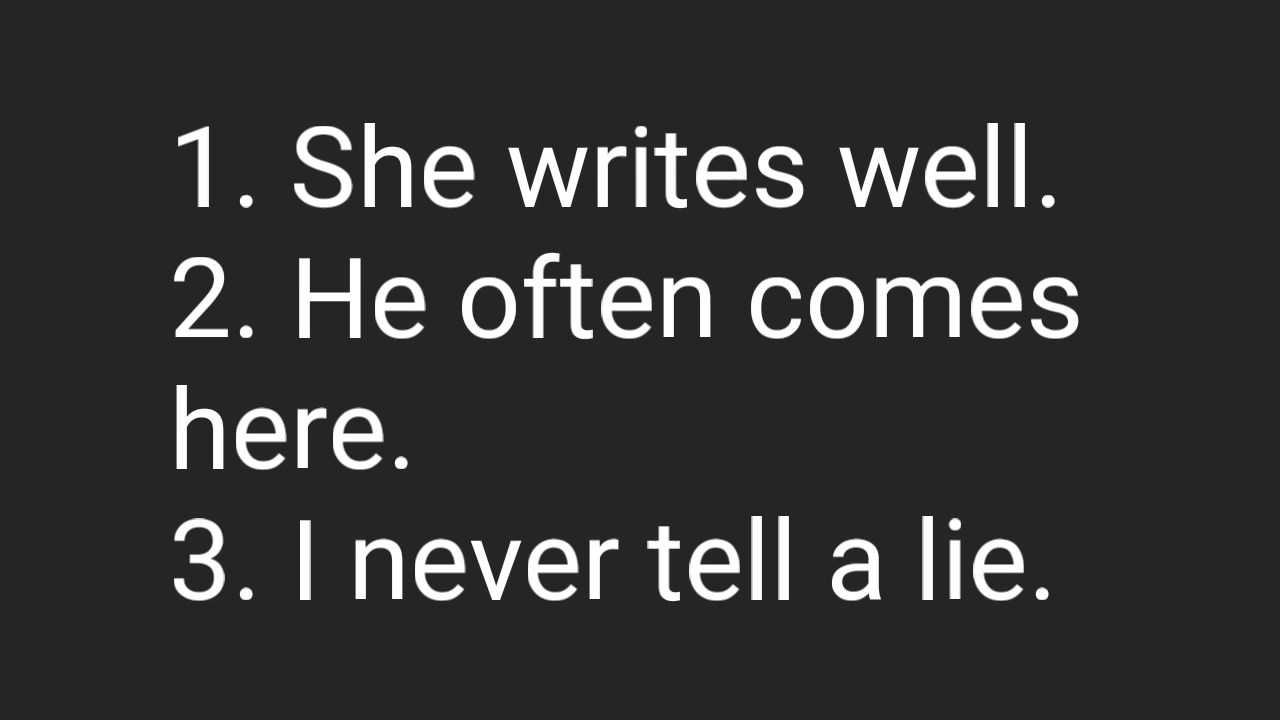 1. She writes well.
2. He often comes
here.
3. I never tell a lie.